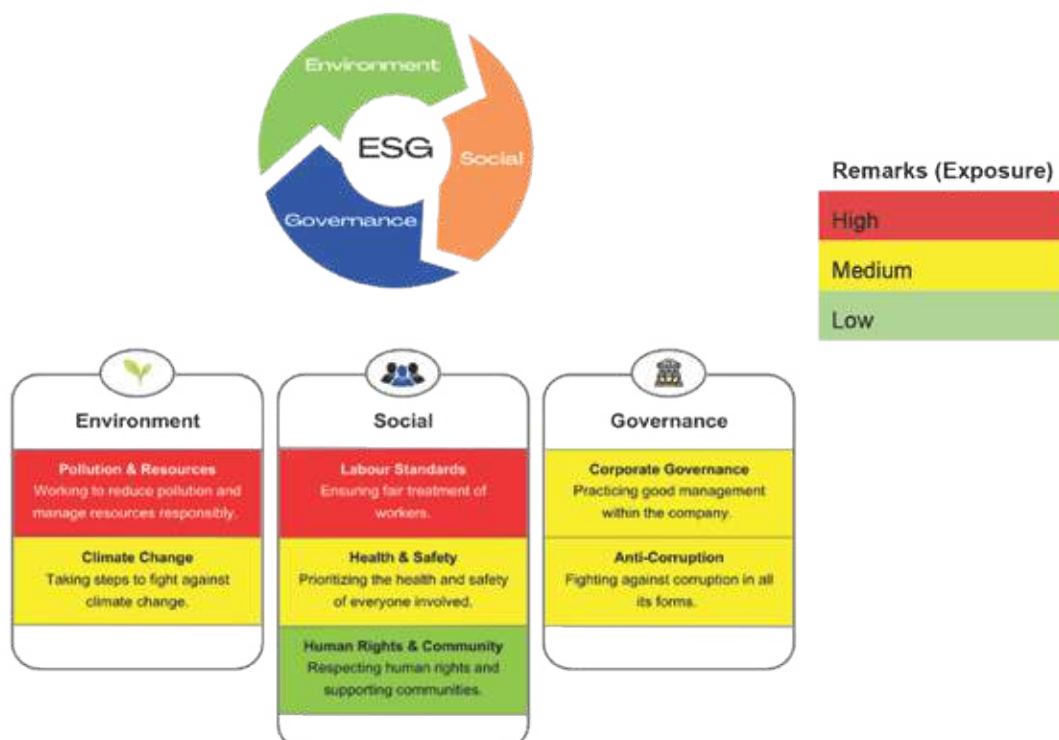 Environment
ESG
Social
Governance
Remarks (Exposure)
High
Medium
Low
Environment
Pollution & Resources
Working to reduce pollution and
manage resources responsibly.
Climate Change
Taking steps to fight against
climate change.
Social
Labour Standards
Ensuring fair treatment of
workers.
Health & Safety
Prioritizing the health and safety
of everyone involved.
Human Rights & Community
Respecting human rights and
supporting communities.
Governance
Corporate Governance
Practicing good management
within the company.
Anti-Corruption
Fighting against corruption in all
its forms.